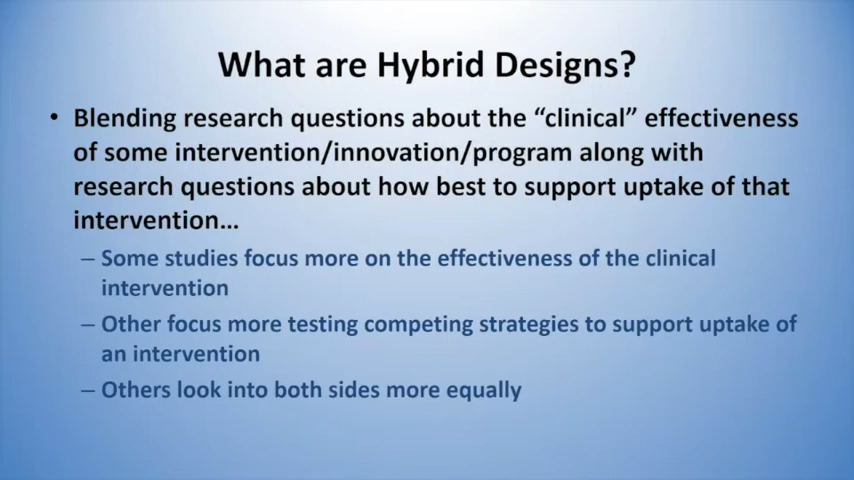 What are Hybrid Designs?
• Blending research questions about the “clinical” effectiveness
of some intervention/innovation/program along with
research questions about how best to support uptake of that
intervention…
– Some studies focus more on the effectiveness of the clinical
intervention
– Other focus more testing competing strategies to support uptake of
an intervention
– Others look into both sides more equally